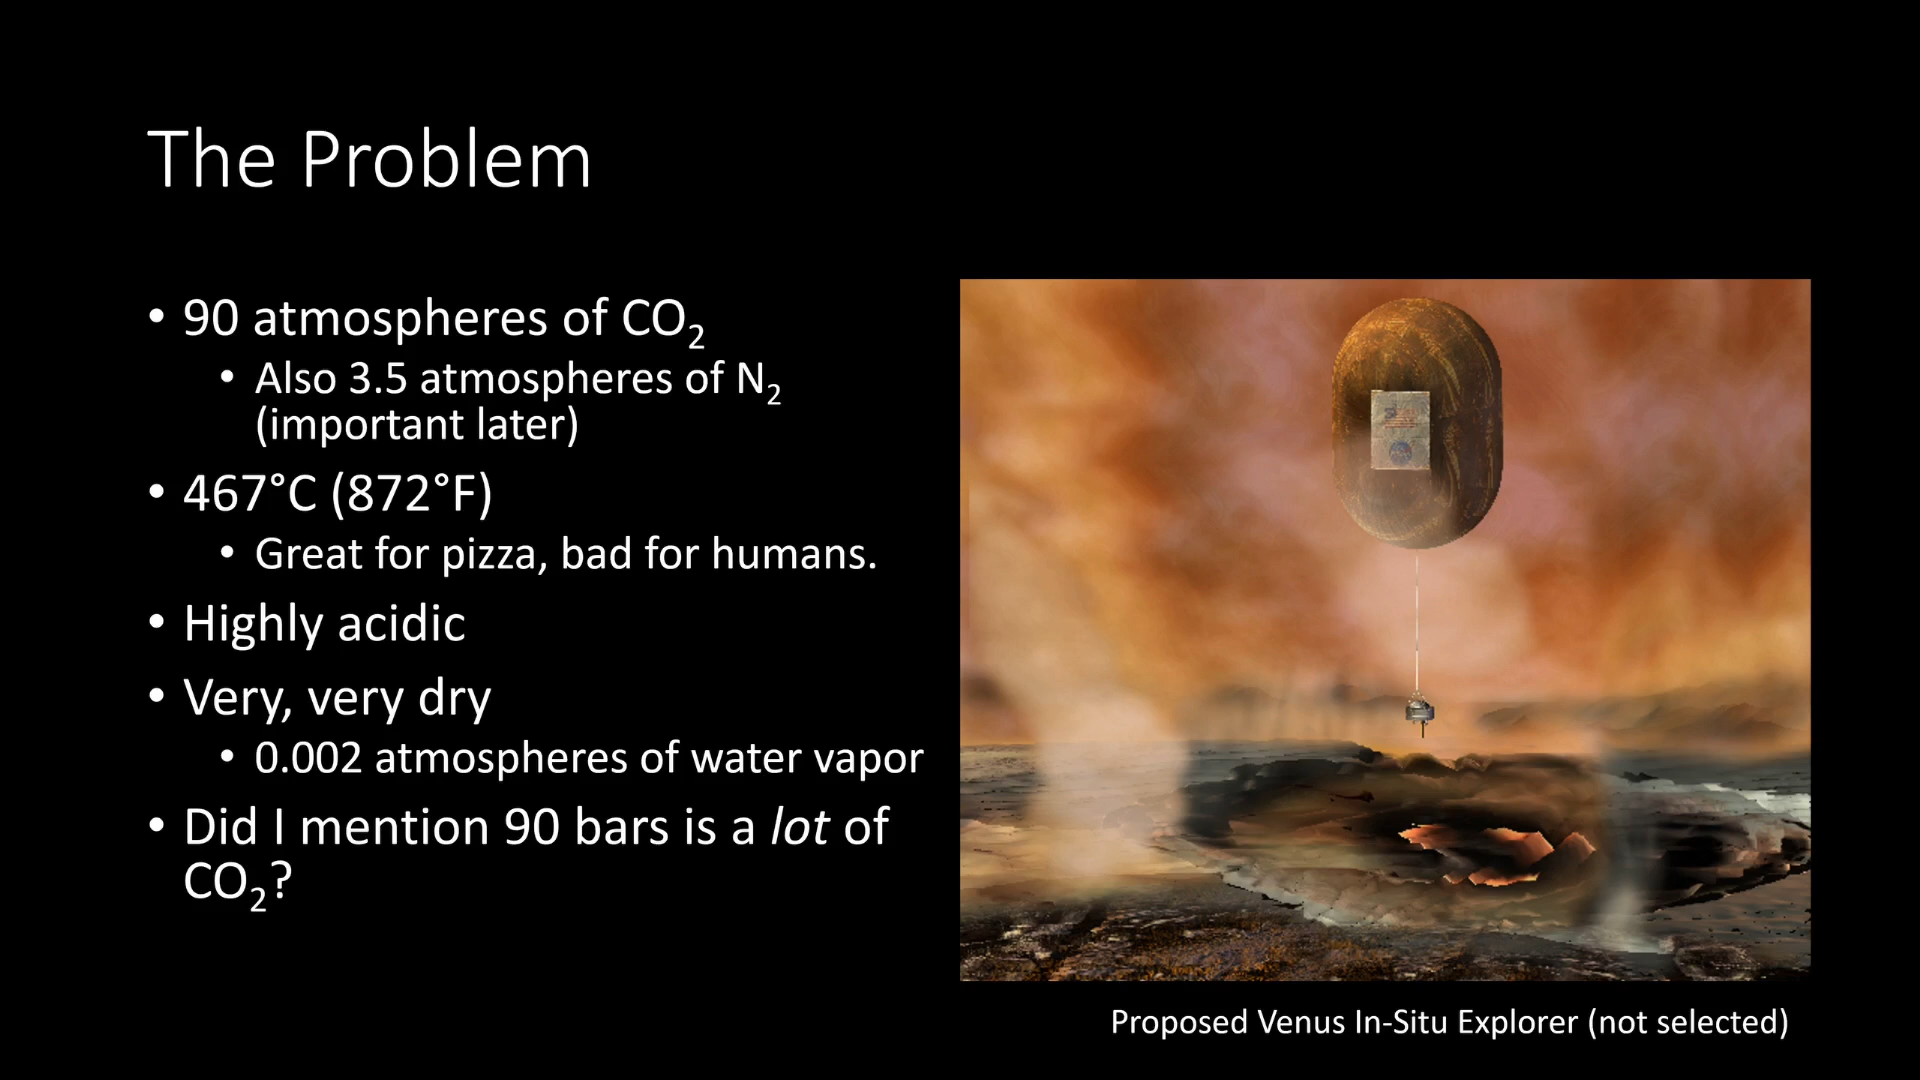 The Problem
• 90 atmospheres of CO₂
• Also 3.5 atmospheres of N₂
(important later)
• 467°C (872°F)
• Great for pizza, bad for humans.
• Highly acidic
• Very, very dry
• 0.002 atmospheres of water vapor
• Did I mention 90 bars is a lot of
CO₂?
Proposed Venus In-Situ Explorer (not selected)